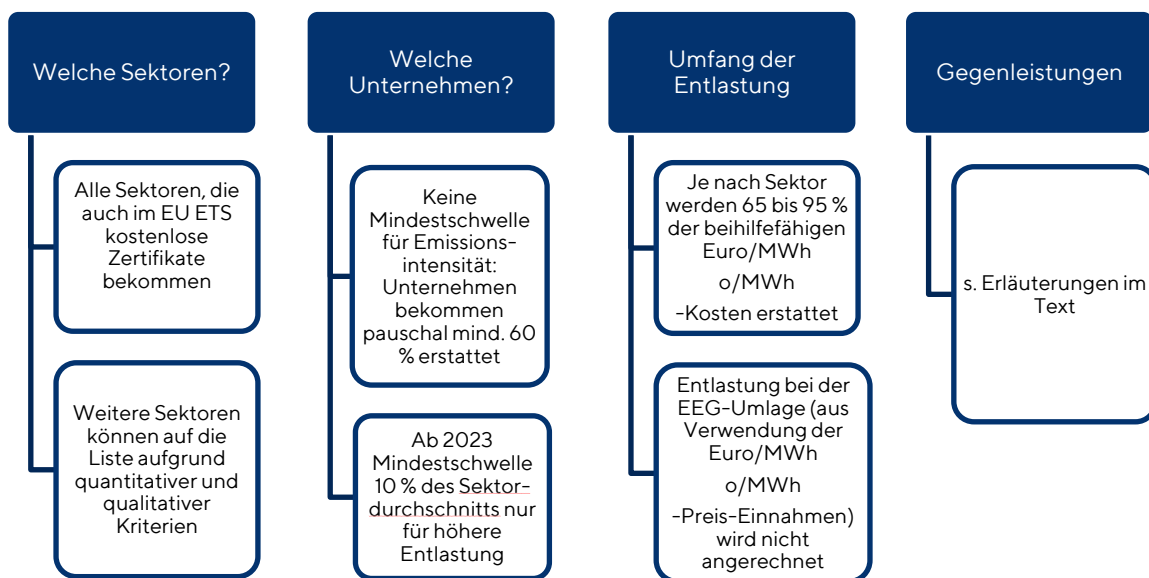 Welche Sektoren?
Alle Sektoren, die
auch im EU ETS
kostenlose
Zertifikate
bekommen
Weitere Sektoren
können auf die
Liste aufgrund
quantitativer und
qualitativer
Kriterien
Welche
Unternehmen?
Keine
Mindestschwelle
für Emissions-
intensität:
Unternehmen
bekommen
pauschal mind. 60
% erstattet
Ab 2023
Mindestschwelle
10 % des Sektor-
durchschnitts nur
für höhere
Entlastung
Umfang der
Entlastung
Je nach Sektor
werden 65 bis 95 %
der beihilfefähigen
Euro/MWh
o/MWh
-Kosten erstattet
Entlastung bei der
EEG-Umlage (aus
Verwendung der
Euro/MWh
o/MWh
-Preis-Einnahmen)
wird nicht
angerechnet
Gegenleistungen
s. Erläuterungen im
Text